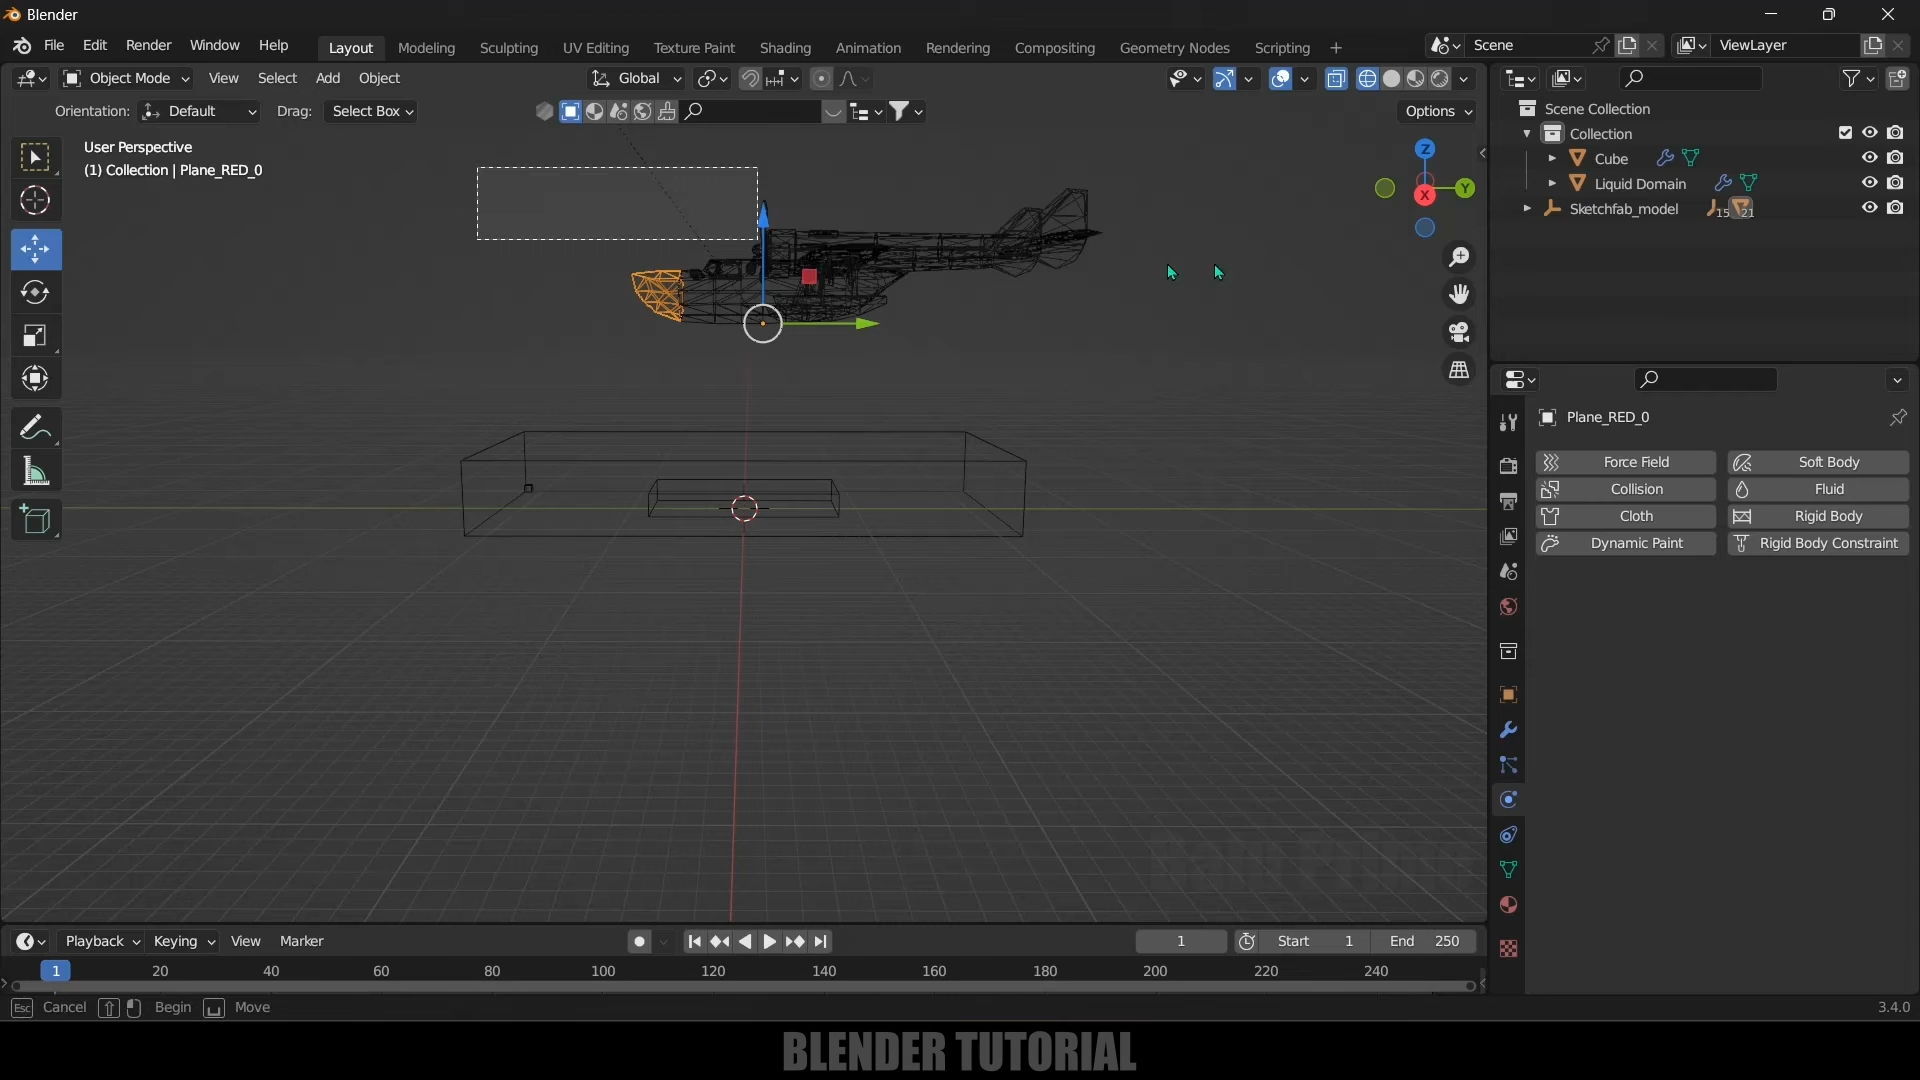 Blender
File Edit Render Window Help Layout Modeling Sculpting UV Editing Texture Paint Shading Animation Rendering Compositing Geometry Nodes Scripting + Scene ViewLayer
Object Mode View Select Add Object Global
Orientation: Default Drag: Select Box Options
User Perspective
(1) Collection | Plane_RED_0
Z
Y
X
Scene Collection
Collection
Cube
Liquid Domain
Sketchfab_model 15 21
Plane_RED_0
Force Field Soft Body
Collision Fluid
Cloth Rigid Body
Dynamic Paint Rigid Body Constraint
Playback Keying View Marker 1 Start 1 End 250
1 20 40 60 80 100 120 140 160 180 200 220 240
Esc Cancel Begin Move 3.4.0
BLENDER TUTORIAL